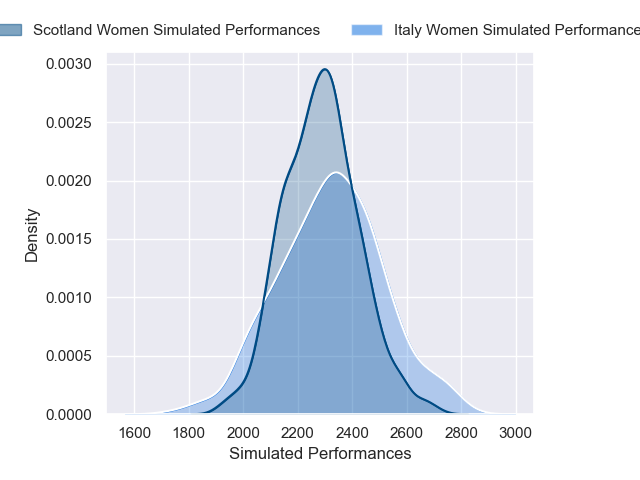 Scotland Women Simulated Performances Italy Women Simulated Performance
0.0030
0.0025
0.0020
0.0015
0.0010
0.0005
0.0000
Density
1600 1800 2000 2200 2400 2600 2800 3000
Simulated Performances